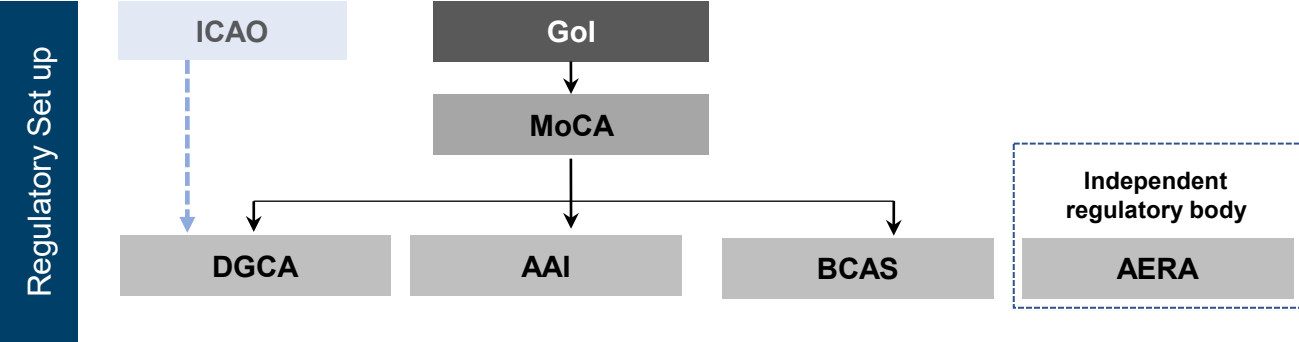 Regulatory Set up
ICAO
GoI
MoCA
Independent
regulatory body
DGCA
AAI
BCAS
AERA